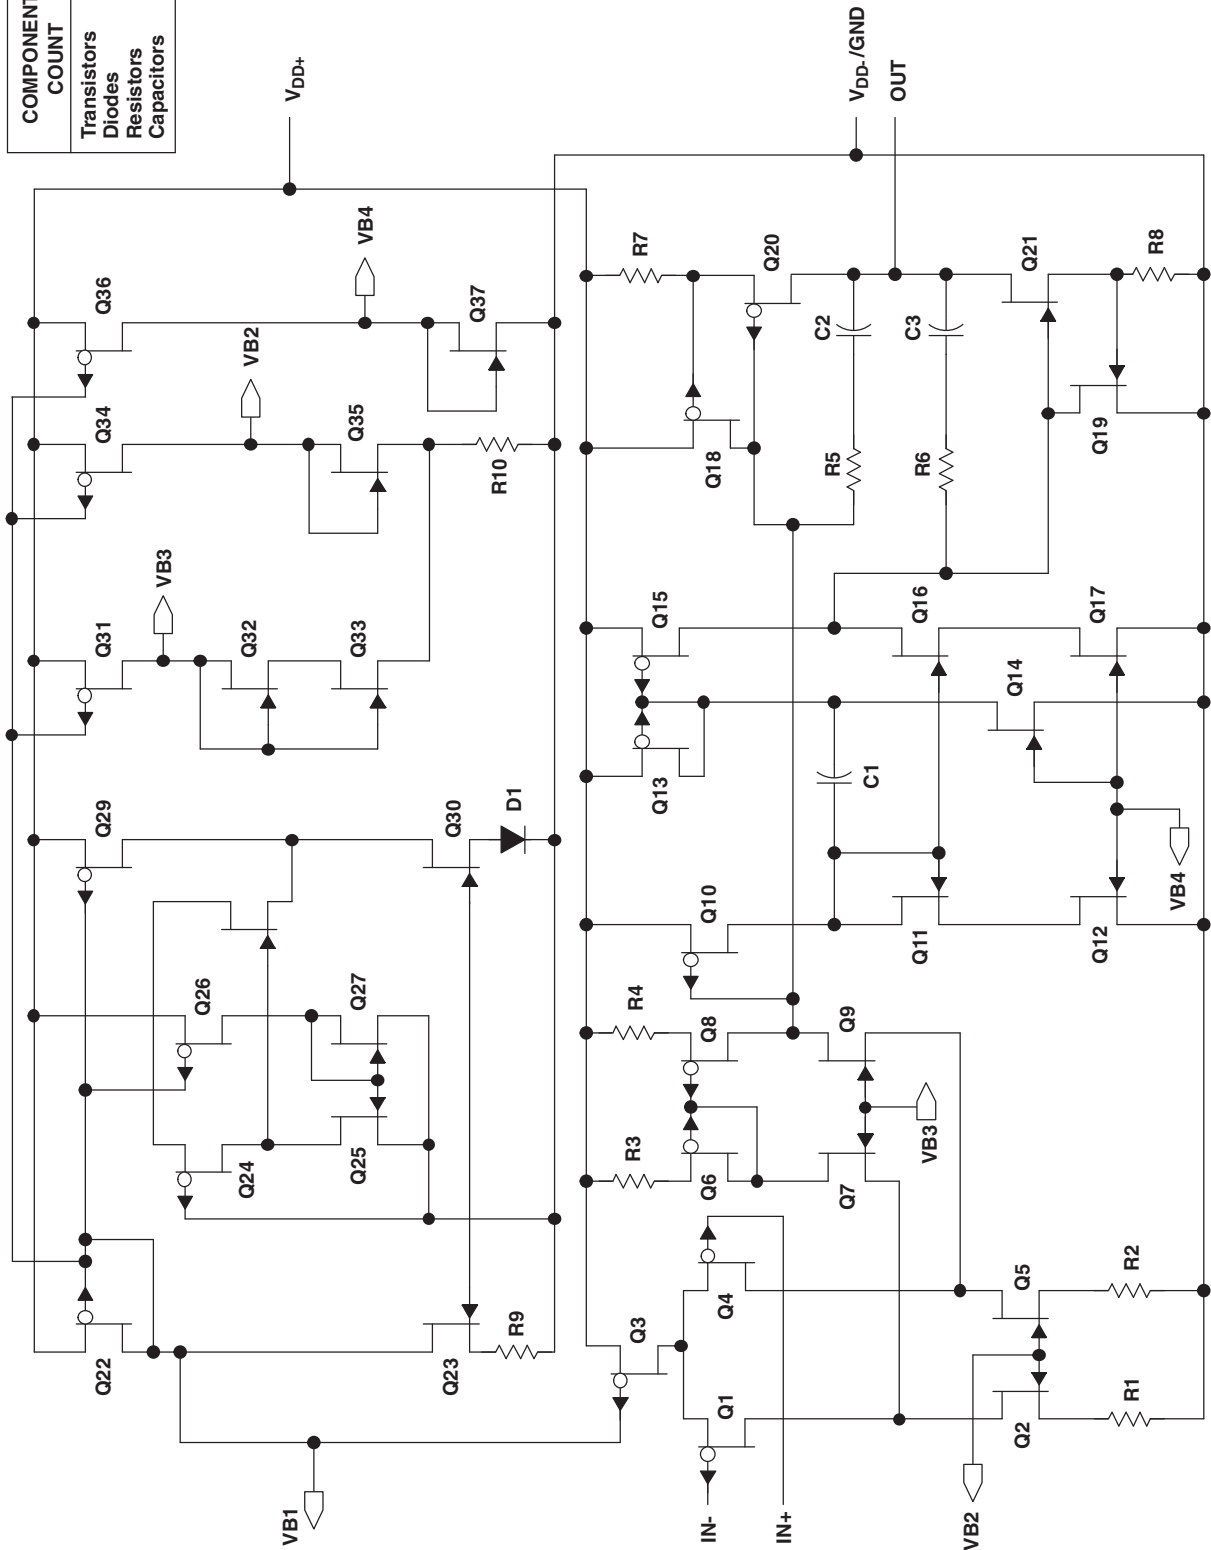 COMPONENT
COUNT
Transistors
Diodes
Resistors
Capacitors
VDD+
VDD-/GND
OUT
Q36
VB4
Q37
R7
Q20
C2
C3
Q21
R8
Q34
VB2
Q35
R10
Q18
R5
R6
Q19
Q31
VB3
Q32
Q33
Q15
Q16
Q17
Q14
Q13
C1
Q29
Q30
D1
Q10
Q11
Q12
VB4
Q26
Q27
R4
Q8
Q9
VB3
Q24
Q25
R3
Q6
Q7
Q22
Q23
R9
Q3
Q4
Q5
R2
Q1
Q2
R1
VB1
IN-
IN+
VB2